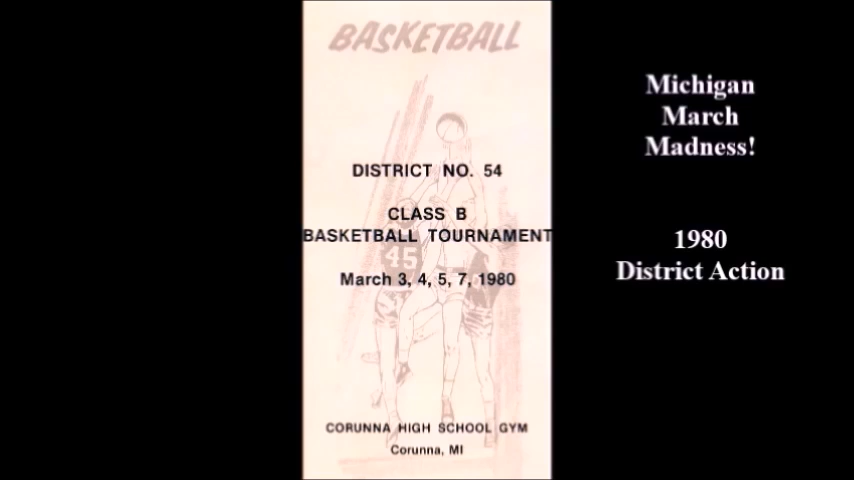 BASKETBALL
DISTRICT NO. 54
CLASS B
BASKETBALL TOURNAMENT
45
March 3, 4, 5, 7, 1980
CORUNNA HIGH SCHOOL GYM
Corunna, MI
Michigan
March
Madness!
1980
District Action